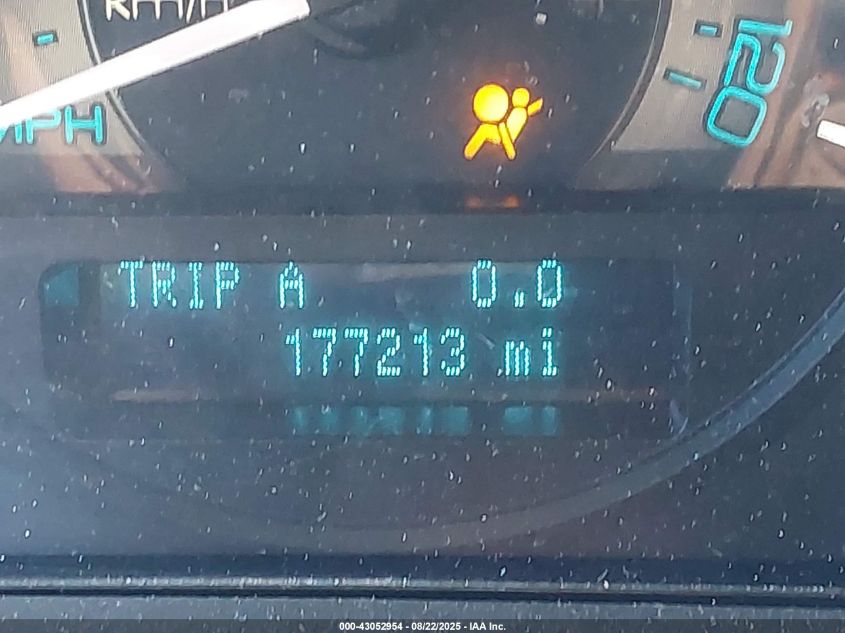 km/h
MPH
120
TRIP A 0.0
177213 mi
000-43052954 - 08/22/2025 - IAA Inc.